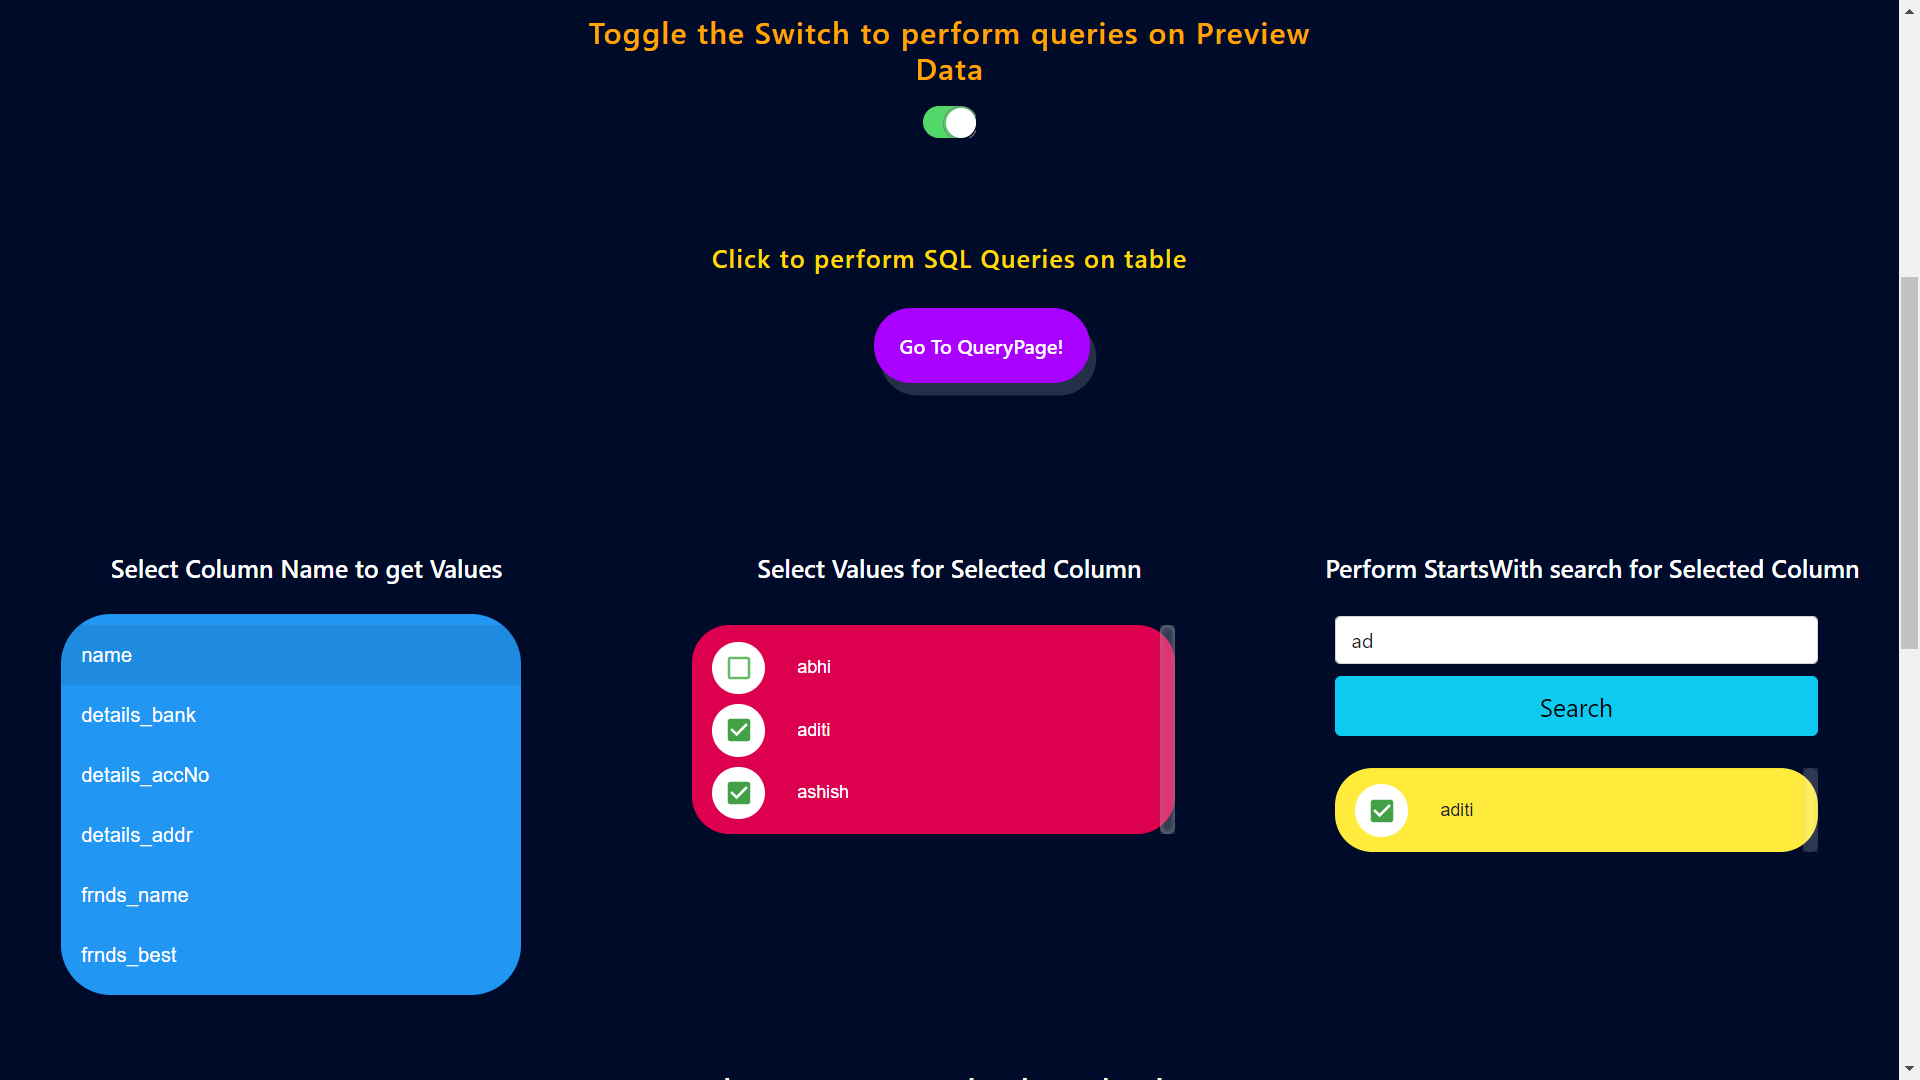 Toggle the Switch to perform queries on Preview
Data
Click to perform SQL Queries on table
Go To QueryPage!
Select Column Name to get Values
name
details_bank
details_accNo
details_addr
frnds_name
frnds_best
Select Values for Selected Column
abhi
aditi
ashish
Perform StartsWith search for Selected Column
ad
Search
aditi